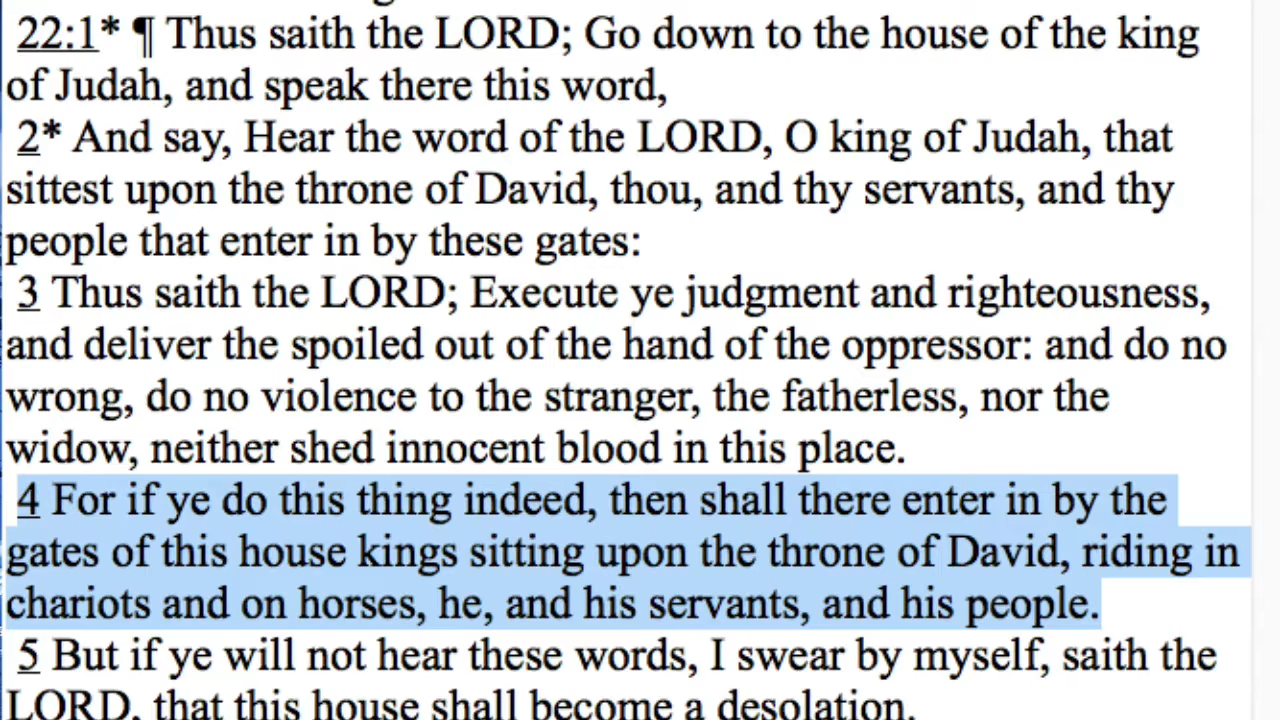 22:1* ¶ Thus saith the LORD; Go down to the house of the king
of Judah, and speak there this word,
2* And say, Hear the word of the LORD, O king of Judah, that
sittest upon the throne of David, thou, and thy servants, and thy
people that enter in by these gates:
3 Thus saith the LORD; Execute ye judgment and righteousness,
and deliver the spoiled out of the hand of the oppressor: and do no
wrong, do no violence to the stranger, the fatherless, nor the
widow, neither shed innocent blood in this place.
4 For if ye do this thing indeed, then shall there enter in by the
gates of this house kings sitting upon the throne of David, riding in
chariots and on horses, he, and his servants, and his people.
5 But if ye will not hear these words, I swear by myself, saith the
LORD, that this house shall become a desolation.